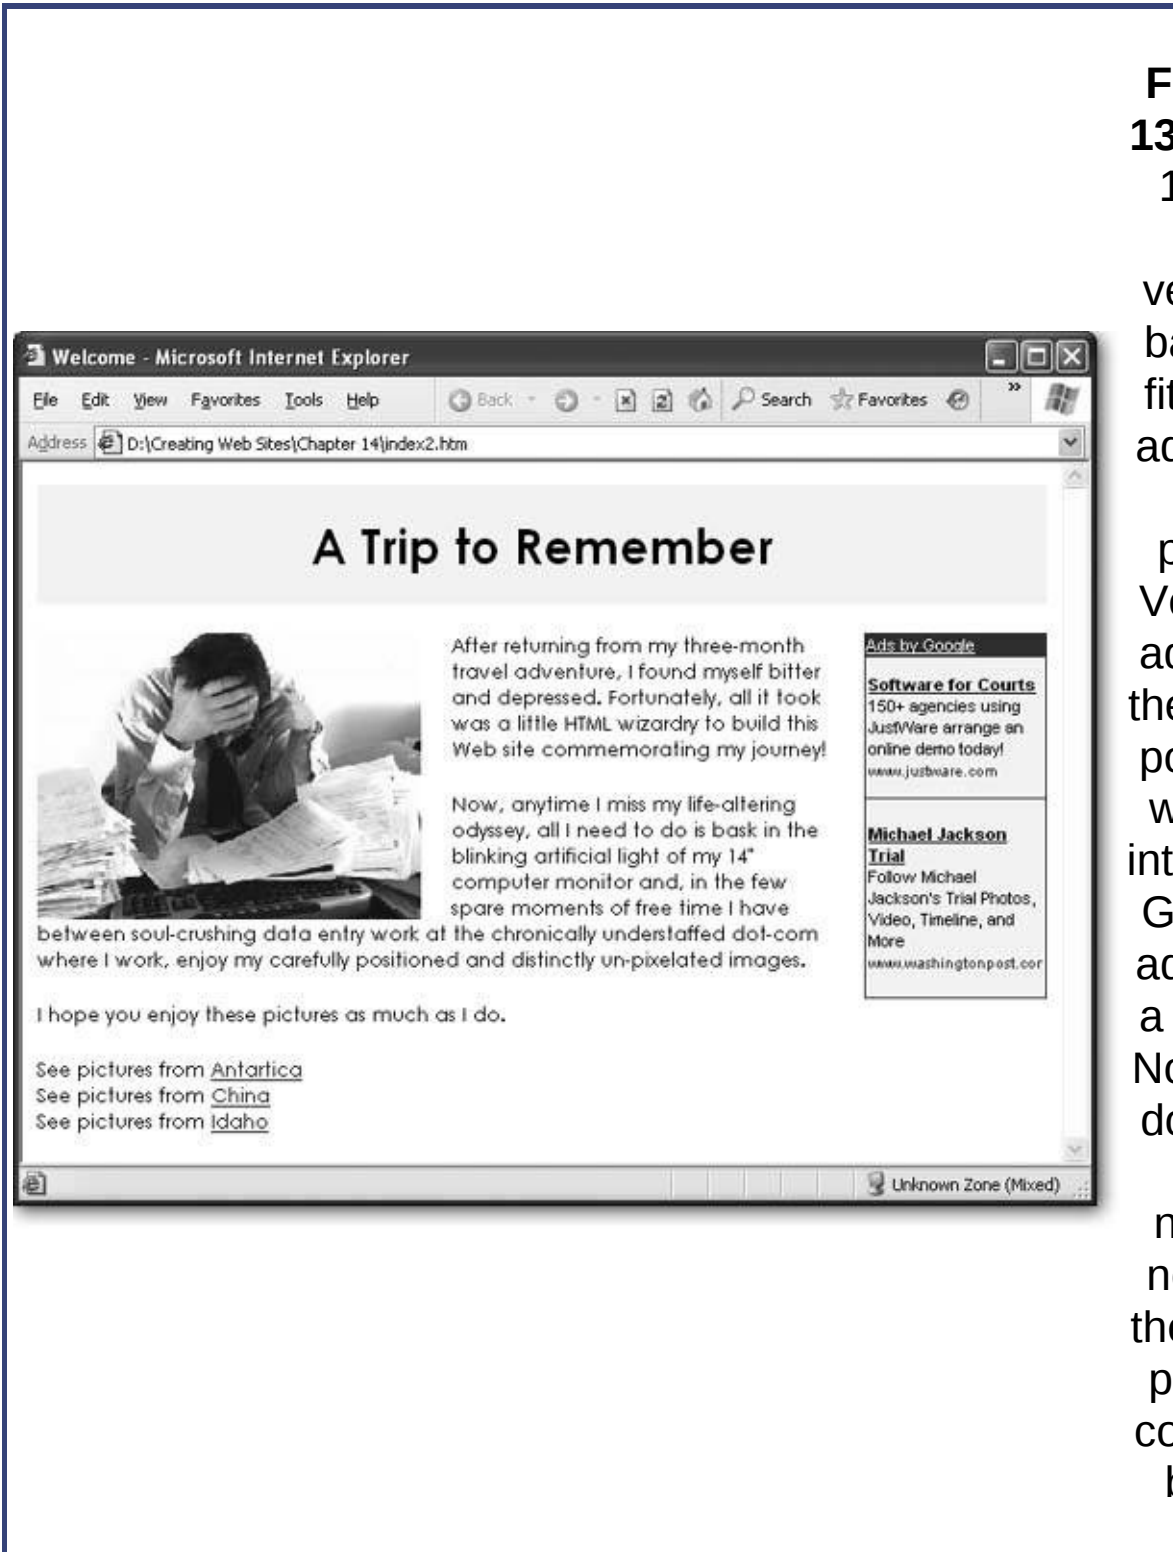 Welcome - Microsoft Internet Explorer
File Edit View Favorites Tools Help Back Search Favorites »
Address D:\Creating Web Sites\Chapter 14\index2.htm
A Trip to Remember
After returning from my three-month
travel adventure, I found myself bitter
and depressed. Fortunately, all it took
was a little HTML wizardry to build this
Web site commemorating my journey!
Now, anytime I miss my life-altering
odyssey, all I need to do is bask in the
blinking artificial light of my 14"
computer monitor and, in the few
spare moments of free time I have
between soul-crushing data entry work at the chronically understaffed dot-com
where I work, enjoy my carefully positioned and distinctly un-pixelated images.
I hope you enjoy these pictures as much as I do.
See pictures from Antartica
See pictures from China
See pictures from Idaho
Ads by Google
Software for Courts
150+ agencies using
JustWare arrange an
online demo today!
www.justware.com
Michael Jackson
Trial
Follow Michael
Jackson's Trial Photos,
Video, Timeline, and
More
www.washingtonpost.cor
Unknown Zone (Mixed)
F
13
1
ve
ba
fit
ad
p
Ve
ad
the
po
w
int
G
ad
a
No
do
n
ne
the
p
co
b